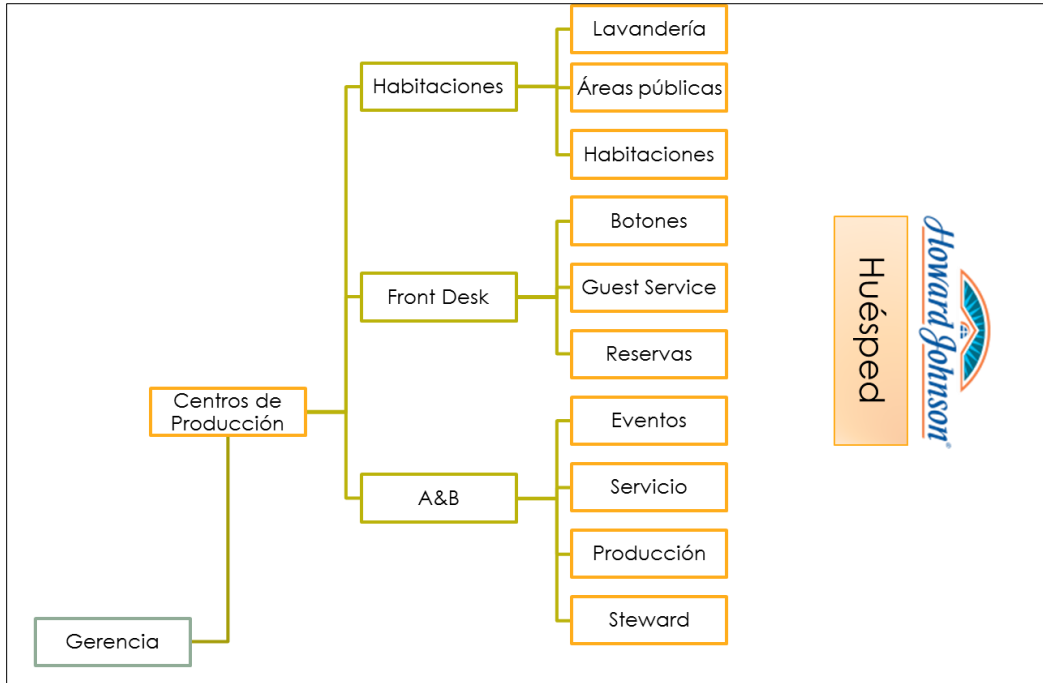 Lavandería
Habitaciones
Áreas públicas
Habitaciones
Botones
Front Desk
Guest Service
Reservas
Centros de
Producción
Eventos
A&B
Servicio
Producción
Steward
Gerencia
Huésped
Howard Johnson®